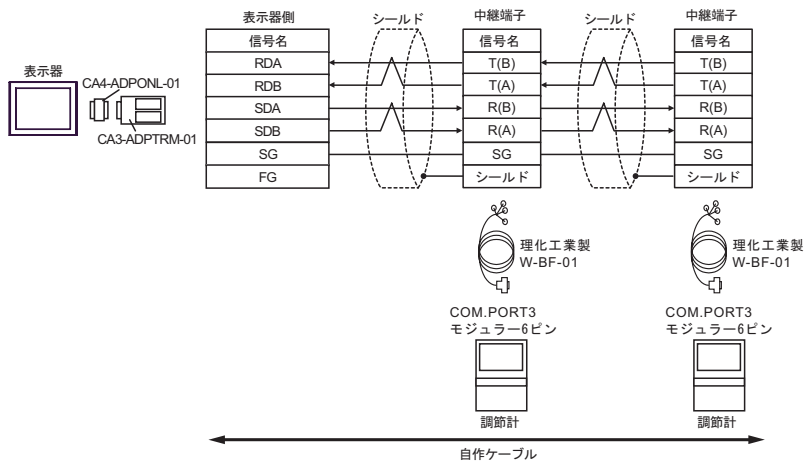 表示器
CA4-ADPONL-01
CA3-ADPTRM-01
表示器側
信号名
RDA
RDB
SDA
SDB
SG
FG
シールド
中継端子
信号名
T(B)
T(A)
R(B)
R(A)
SG
シールド
シールド
中継端子
信号名
T(B)
T(A)
R(B)
R(A)
SG
シールド
理化工業製
W-BF-01
理化工業製
W-BF-01
COM.PORT3
モジュラー6ピン
COM.PORT3
モジュラー6ピン
調節計
調節計
自作ケーブル